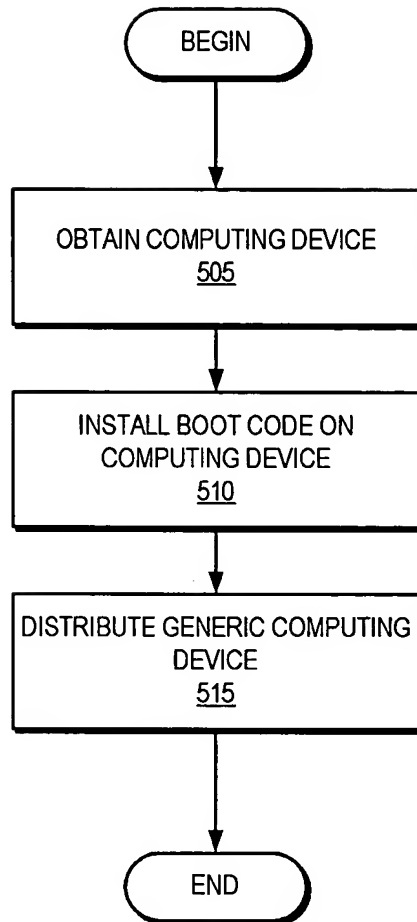 BEGIN
OBTAIN COMPUTING DEVICE
505
INSTALL BOOT CODE ON
COMPUTING DEVICE
510
DISTRIBUTE GENERIC COMPUTING
DEVICE
515
END